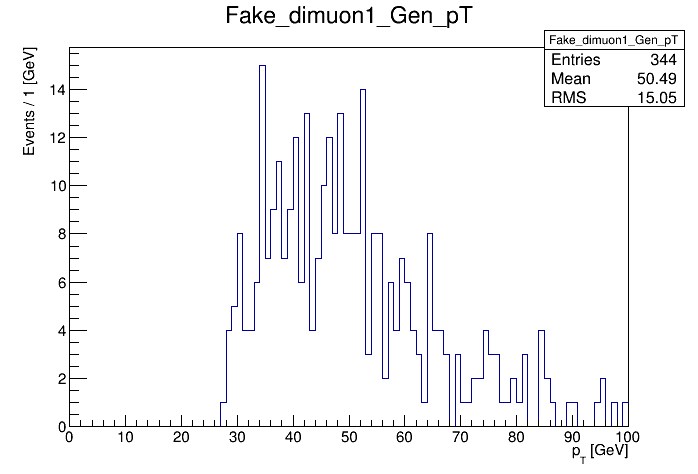 Fake_dimuon1_Gen_pT
Fake_dimuon1_Gen_pT
Entries 344
Mean 50.49
RMS 15.05
Events / 1 [GeV]
14
12
10
8
6
4
2
0
0 10 20 30 40 50 60 70 80 90 100
p_T [GeV]